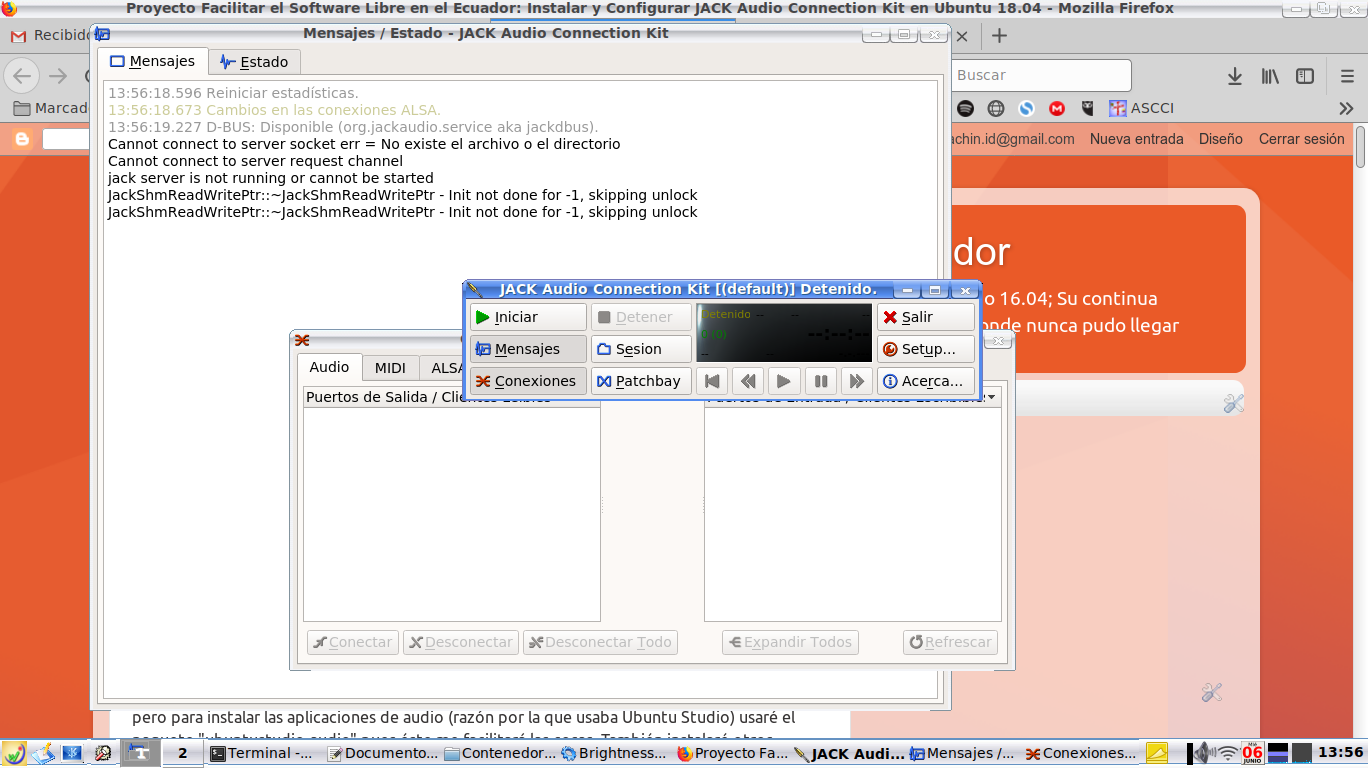 Proyecto Facilitar el Software Libre en el Ecuador: Instalar y Configurar JACK Audio Connection Kit en Ubuntu 18.04 - Mozilla Firefox
Recibido
Mensajes / Estado - JACK Audio Connection Kit
Mensajes
Estado
Buscar
Marcad
ASCCI
13:56:18.596 Reiniciar estadísticas.
13:56:18.673 Cambios en las conexiones ALSA.
13:56:19.227 D-BUS: Disponible (org.jackaudio.service aka jackdbus).
Cannot connect to server socket err = No existe el archivo o el directorio
Cannot connect to server request channel
jack server is not running or cannot be started
JackShmReadWritePtr::~JackShmReadWritePtr - Init not done for -1, skipping unlock
JackShmReadWritePtr::~JackShmReadWritePtr - Init not done for -1, skipping unlock
achin.id@gmail.com Nueva entrada Diseño Cerrar sesión
dor
o 16.04; Su continua
onde nunca pudo llegar
JACK Audio Connection Kit [(default)] Detenido.
Iniciar
Detener
Detenido -- -- --
0 (0)
--:--:--
Salir
Mensajes
Sesion
Setup...
Conexiones
Patchbay
Acerca...
Audio
MIDI
ALSA
Puertos de Salida / Clientes Leibles
Puertos de Entrada / Clientes Escribibles
Conectar
Desconectar
Desconectar Todo
Expandir Todos
Refrescar
pero para instalar las aplicaciones de audio (razón por la que usaba Ubuntu Studio) usaré el
2
Terminal -...
Documento...
Contenedor...
Brightness...
Proyecto Fa...
JACK Audi...
Mensajes /...
Conexiones...
06
JUNIO
13:56